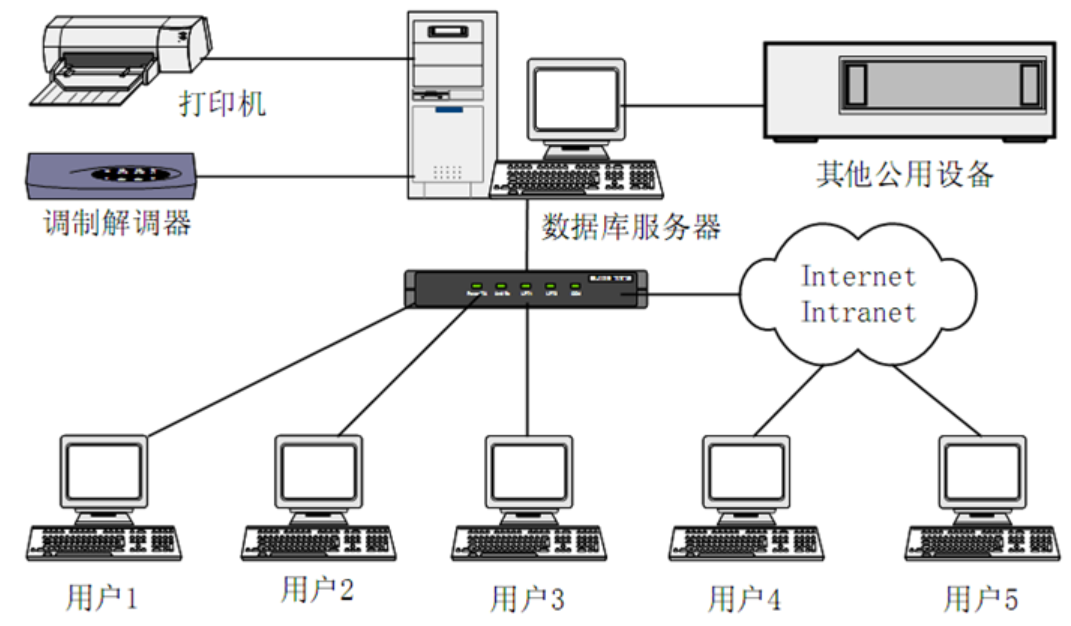 打印机
其他公用设备
调制解调器
数据库服务器
Internet
Intranet
用户1
用户2
用户3
用户4
用户5